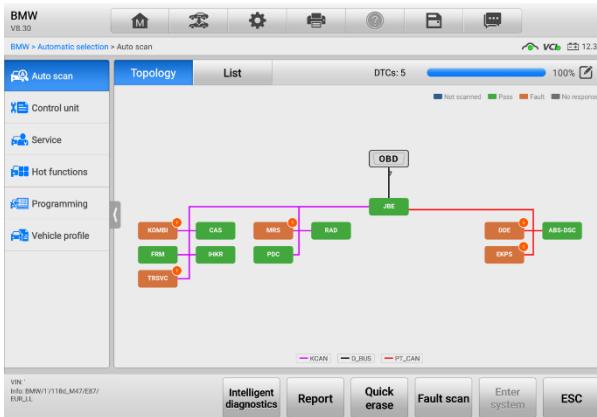 BMW
V8.30
BMW > Automatic selection > Auto scan
VCI 12.3
Auto scan
Topology
List
DTCs: 5
100%
Not scanned Pass Fault No response
Control unit
Service
Hot functions
Programming
Vehicle profile
OBD
7
JBE
KOMBI CAS MRS RAD DDE ABS-DSC
FRM IHKR PDC EKPS
TRSVC
KCAN D_BUS PT_CAN
VIN:
Info: BMW/1'/118d_M47/E87/
EUR_LL
Intelligent
diagnostics
Report
Quick
erase
Fault scan
Enter
system
ESC